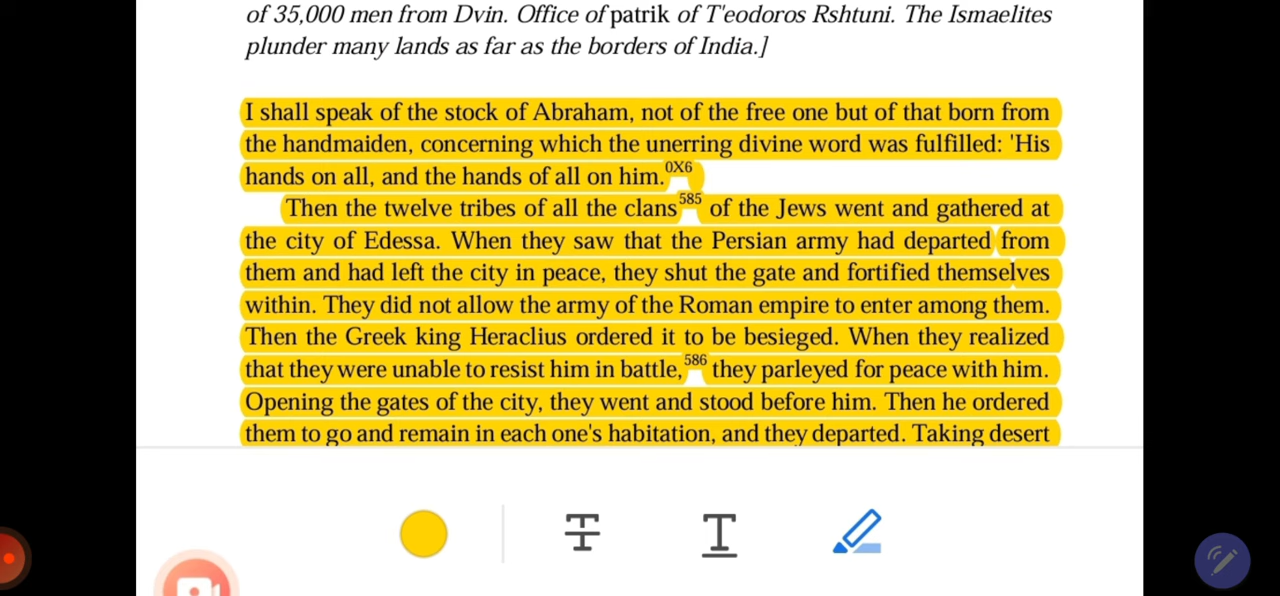 of 35,000 men from Dvin. Office of patrik of T'eodoros Rshtuni. The Ismaelites
plunder many lands as far as the borders of India.]
I shall speak of the stock of Abraham, not of the free one but of that born from
the handmaiden, concerning which the unerring divine word was fulfilled: 'His
hands on all, and the hands of all on him.0X6
Then the twelve tribes of all the clans585 of the Jews went and gathered at
the city of Edessa. When they saw that the Persian army had departed from
them and had left the city in peace, they shut the gate and fortified themselves
within. They did not allow the army of the Roman empire to enter among them.
Then the Greek king Heraclius ordered it to be besieged. When they realized
that they were unable to resist him in battle,586 they parleyed for peace with him.
Opening the gates of the city, they went and stood before him. Then he ordered
them to go and remain in each one's habitation, and they departed. Taking desert